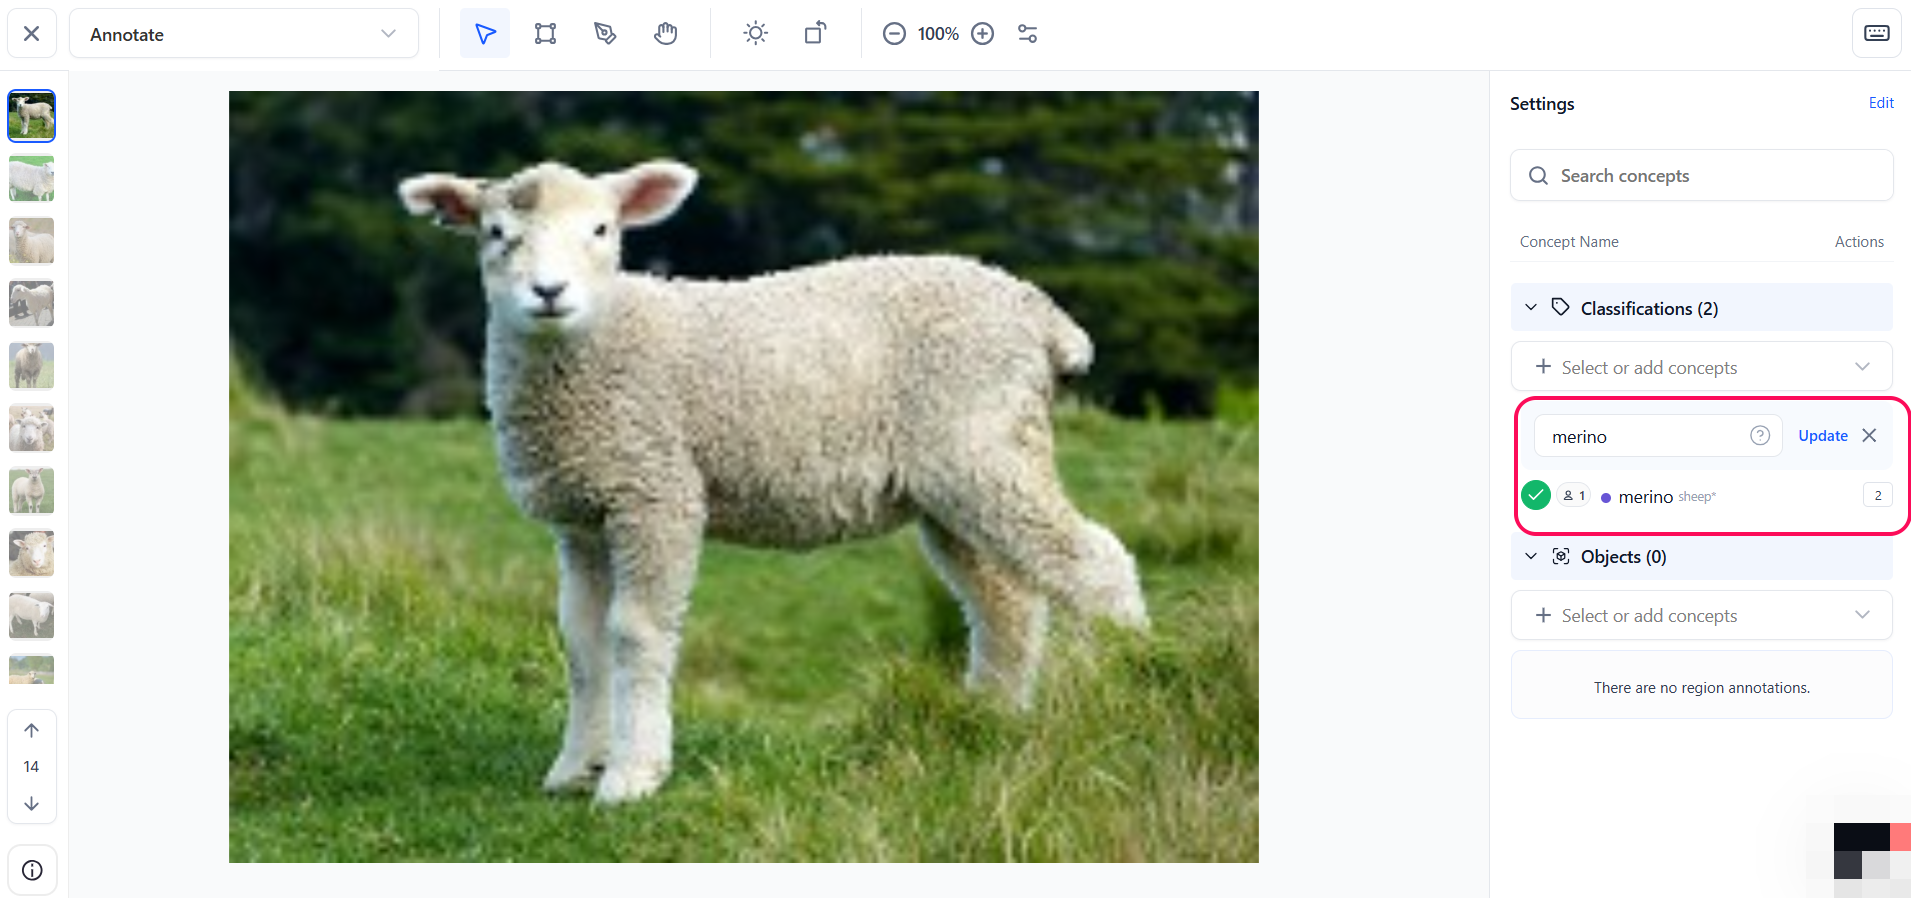 Annotate
100%
Settings
Edit
Search concepts
Concept Name
Actions
Classifications (2)
Select or add concepts
merino
Update
1
merino sheep*
2
Objects (0)
Select or add concepts
There are no region annotations.
14